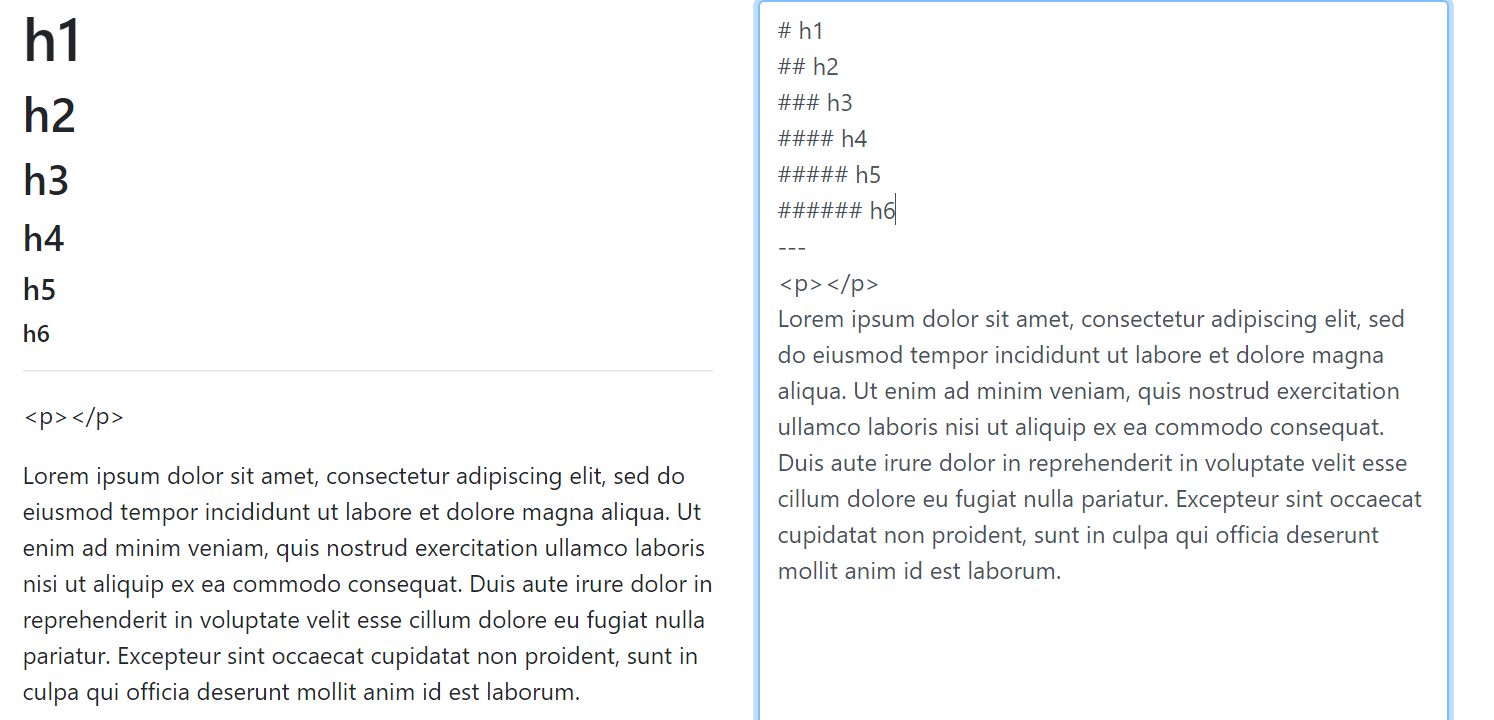 h1
h2
h3
h4
h5
h6
<p></p>
Lorem ipsum dolor sit amet, consectetur adipiscing elit, sed do
eiusmod tempor incididunt ut labore et dolore magna aliqua. Ut
enim ad minim veniam, quis nostrud exercitation ullamco laboris
nisi ut aliquip ex ea commodo consequat. Duis aute irure dolor in
reprehenderit in voluptate velit esse cillum dolore eu fugiat nulla
pariatur. Excepteur sint occaecat cupidatat non proident, sunt in
culpa qui officia deserunt mollit anim id est laborum.
# h1
## h2
### h3
#### h4
##### h5
###### h6
---
<p></p>
Lorem ipsum dolor sit amet, consectetur adipiscing elit, sed
do eiusmod tempor incididunt ut labore et dolore magna
aliqua. Ut enim ad minim veniam, quis nostrud exercitation
ullamco laboris nisi ut aliquip ex ea commodo consequat.
Duis aute irure dolor in reprehenderit in voluptate velit esse
cillum dolore eu fugiat nulla pariatur. Excepteur sint occaecat
cupidatat non proident, sunt in culpa qui officia deserunt
mollit anim id est laborum.